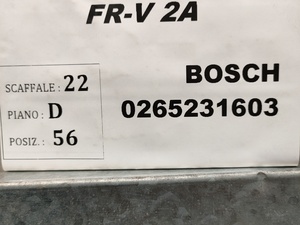 FR-V 2A
SCAFFALE : 22
PIANO : D
POSIZ. : 56
BOSCH
0265231603